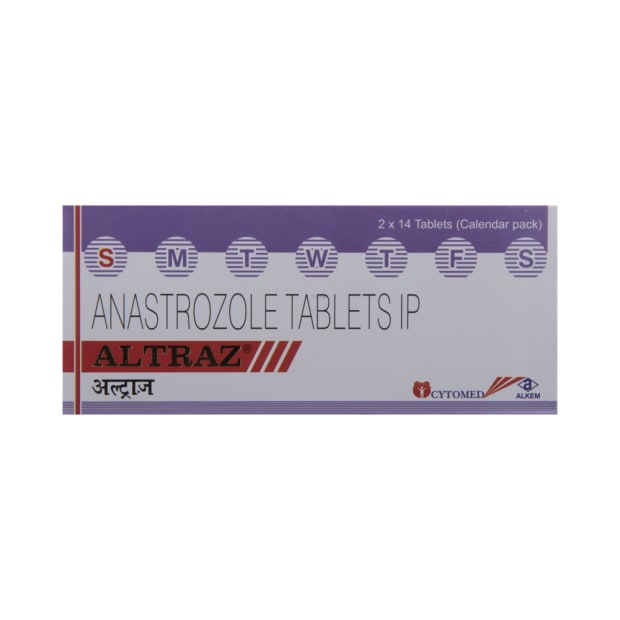 2 x 14 Tablets (Calendar pack)
S M T W T F S
ANASTROZOLE TABLETS IP
ALTRAZ®
अल्ट्राज़
CYTOMED
a
ALKEM